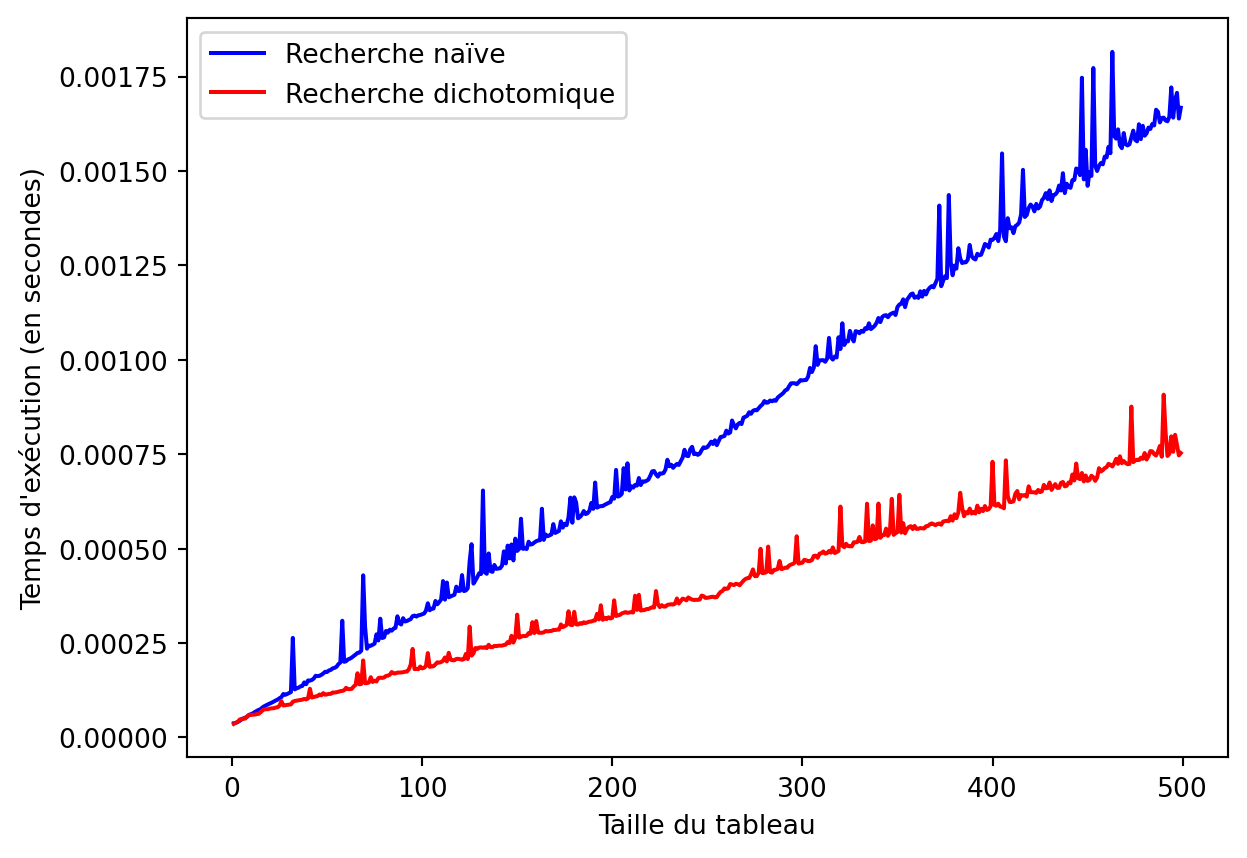 Recherche naïve
Recherche dichotomique
Temps d'exécution (en secondes)
0.00175
0.00150
0.00125
0.00100
0.00075
0.00050
0.00025
0.00000
0 100 200 300 400 500
Taille du tableau